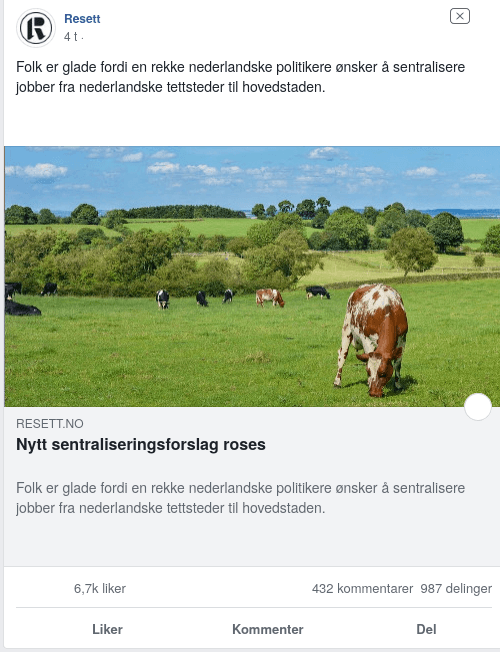 Resett
4 t ·
Folk er glade fordi en rekke nederlandske politikere ønsker å sentralisere
jobber fra nederlandske tettsteder til hovedstaden.
RESETT.NO
Nytt sentraliseringsforslag roses
Folk er glade fordi en rekke nederlandske politikere ønsker å sentralisere
jobber fra nederlandske tettsteder til hovedstaden.
6,7k liker 432 kommentarer 987 delinger
Liker Kommenter Del